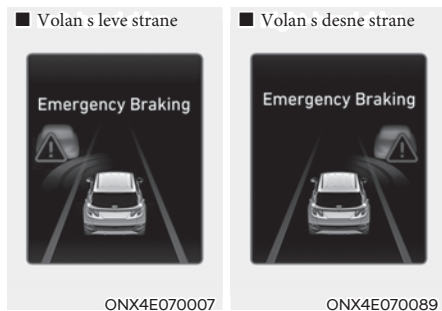 ■ Volan s leve strane
Emergency Braking
ONX4E070007
■ Volan s desne strane
Emergency Braking
ONX4E070089